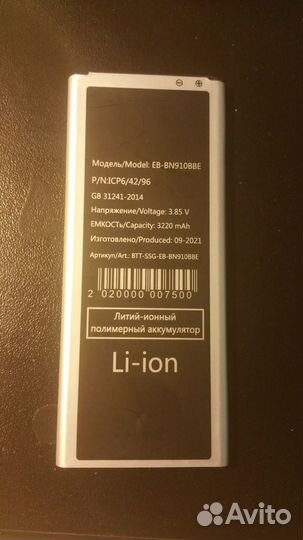 ⊖ ⊕
Модель/Model: EB-BN910BBE
P/N:ICP6/42/96
GB 31241-2014
Напряжение/Voltage: 3.85 V
ЕМКОСТЬ/Capacity: 3220 mAh
Изготовлено/Produced: 09-2021
Артикул/Art.: BTT-SSG-EB-BN910BBE
2 020000 007500
Литий-ионный
полимерный аккумулятор
Li-ion
Avito